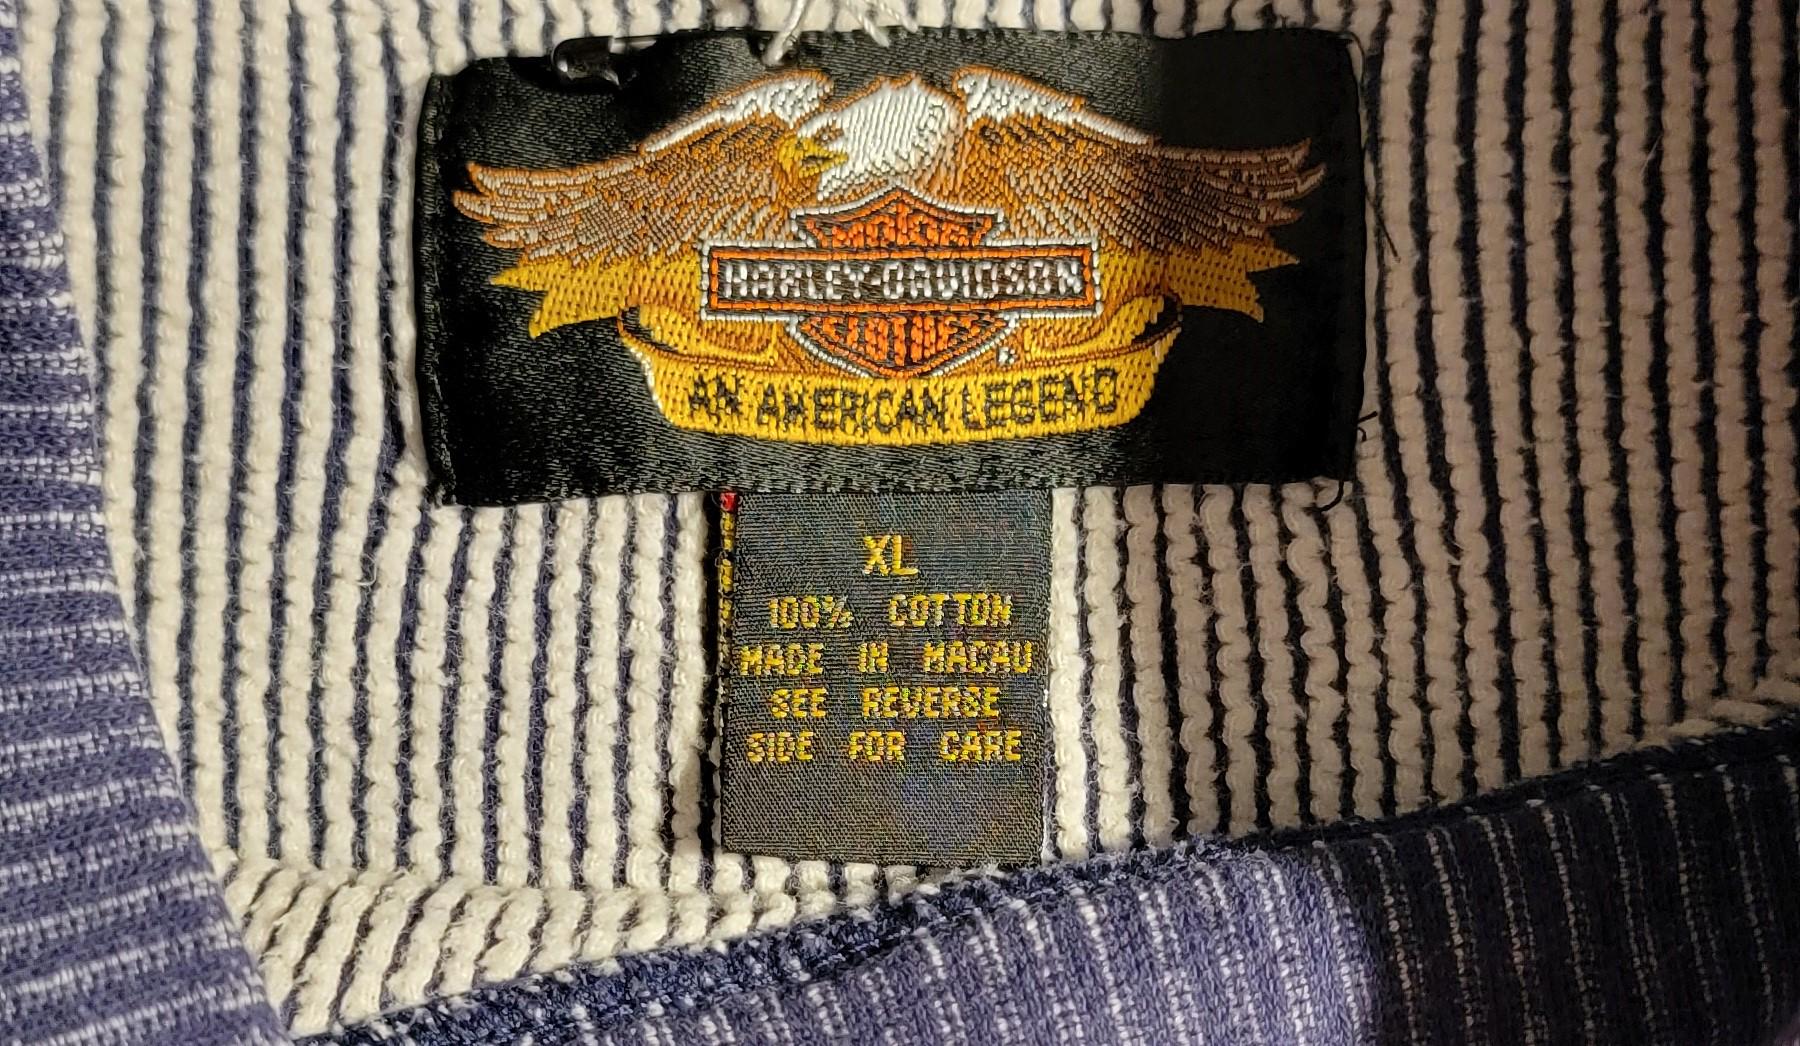 MOTOR
HARLEY-DAVIDSON
CYCLES
AN AMERICAN LEGEND
XL
100% COTTON
MADE IN MACAU
SEE REVERSE
SIDE FOR CARE